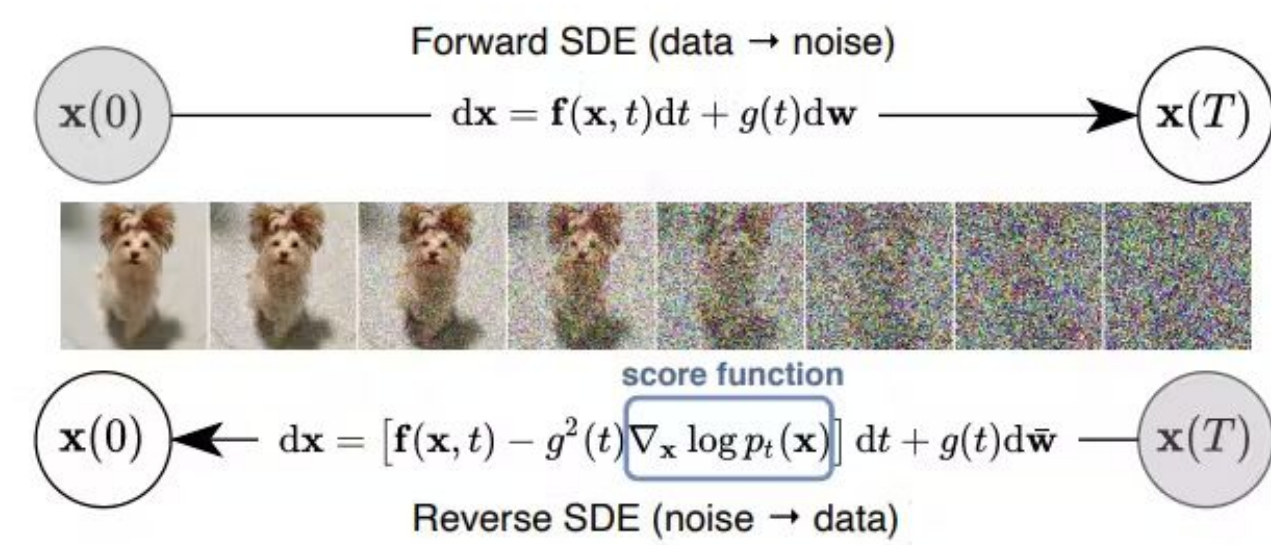 Forward SDE (data → noise)
x(0) dx = f(x, t)dt + g(t)dw x(T)
score function
x(0) dx = [f(x, t) − g²(t)∇ₓ log pₜ(x)] dt + g(t)dw̄ x(T)
Reverse SDE (noise → data)